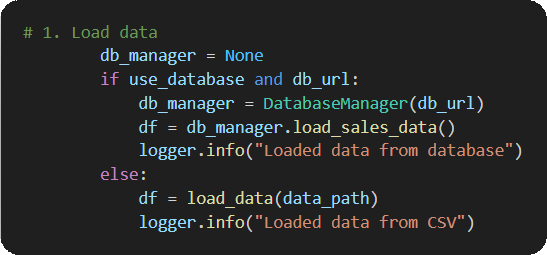 # 1. Load data
        db_manager = None
        if use_database and db_url:
            db_manager = DatabaseManager(db_url)
            df = db_manager.load_sales_data()
            logger.info("Loaded data from database")
        else:
            df = load_data(data_path)
            logger.info("Loaded data from CSV")